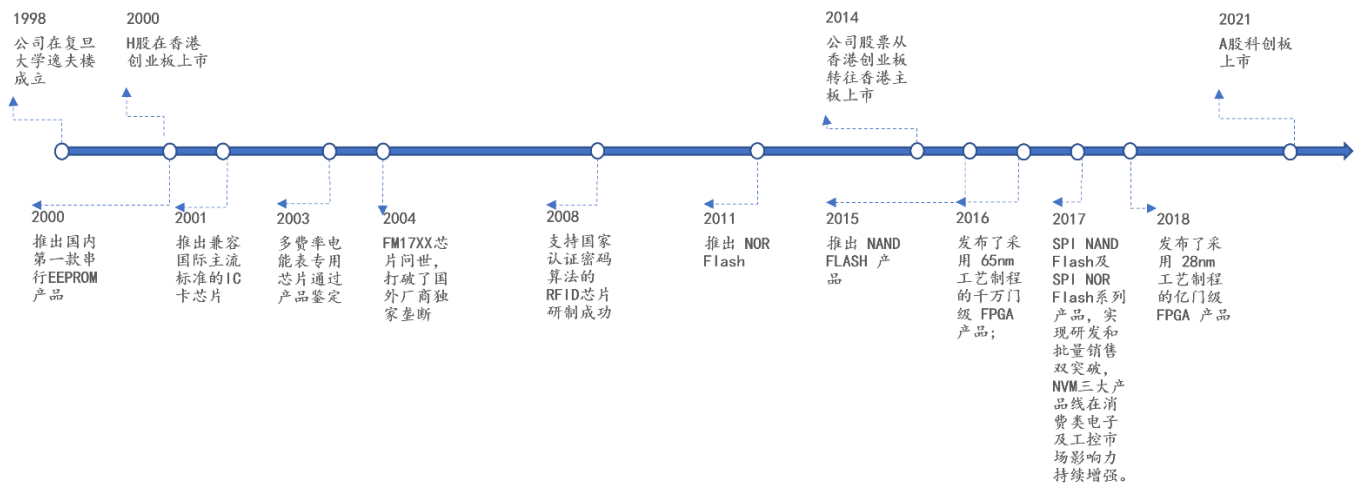 1998
公司在复旦
大学逸夫楼
成立
2000
H股在香港
创业板上市
2014
公司股票从
香港创业板
转往香港主
板上市
2021
A股科创板
上市
2000
推出国内
第一款串
行EEPROM
产品
2001
推出兼容
国际主流
标准的IC
卡芯片
2003
多费率电
能表专用
芯片通过
产品鉴定
2004
FM17XX芯
片问世，
打破了国
外厂商独
家垄断
2008
支持国家
认证密码
算法的
RFID芯片
研制成功
2011
推出 NOR
Flash
2015
推出 NAND
FLASH 产
品
2016
发布了采
用 65nm
工艺制程
的千万门
级 FPGA
产品；
2017
SPI NAND
Flash及
SPI NOR
Flash系列
产品，实
现研发和
批量销售
双突破，
NVM三大产
品线在消
费类电子
及工控市
场影响力
持续增强。
2018
发布了采
用 28nm
工艺制程
的亿门级
FPGA 产品